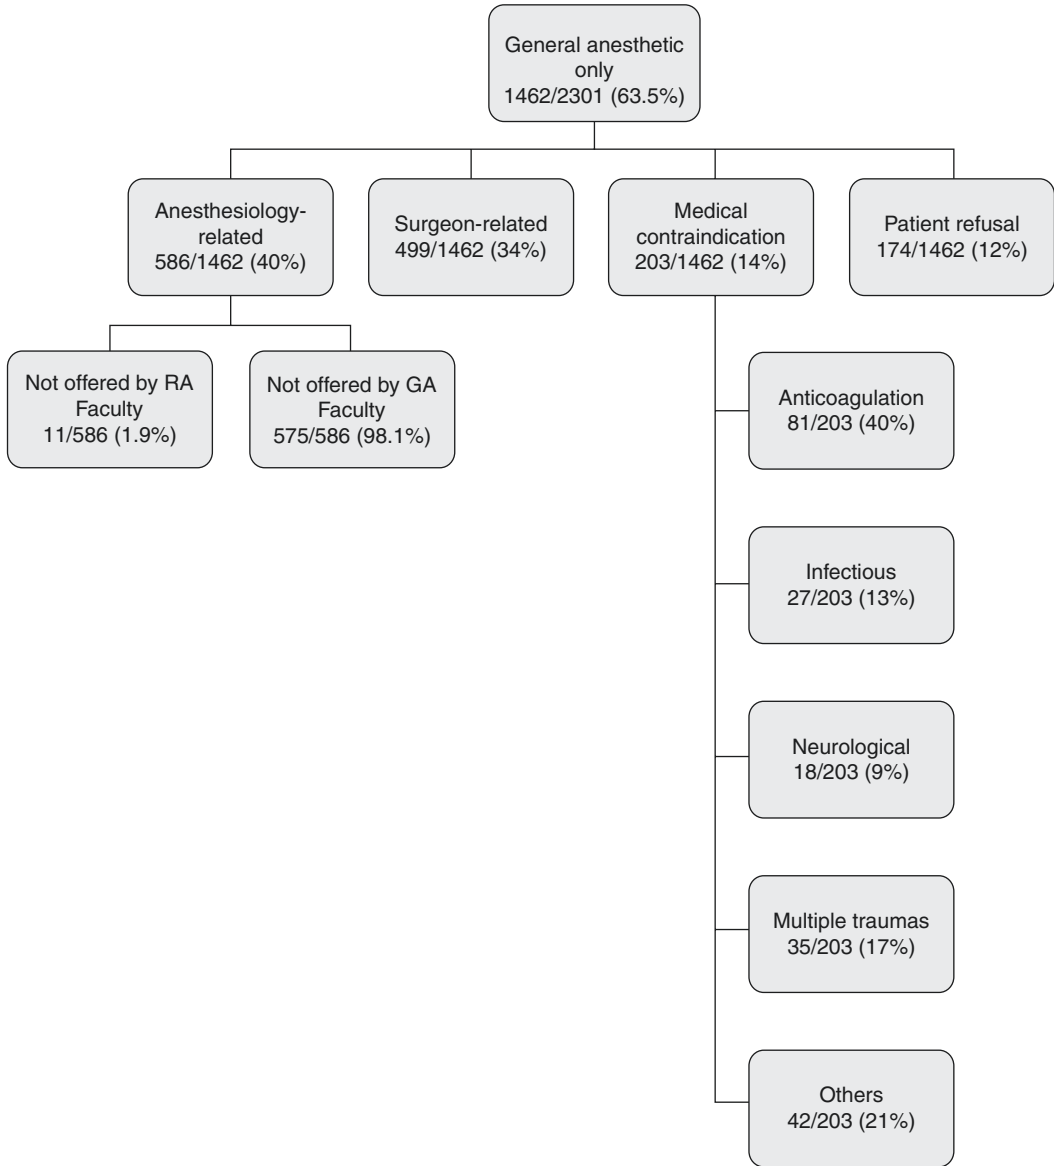 General anesthetic
only
1462/2301 (63.5%)
Anesthesiology-
related
586/1462 (40%)
Surgeon-related
499/1462 (34%)
Medical
contraindication
203/1462 (14%)
Patient refusal
174/1462 (12%)
Not offered by RA
Faculty
11/586 (1.9%)
Not offered by GA
Faculty
575/586 (98.1%)
Anticoagulation
81/203 (40%)
Infectious
27/203 (13%)
Neurological
18/203 (9%)
Multiple traumas
35/203 (17%)
Others
42/203 (21%)